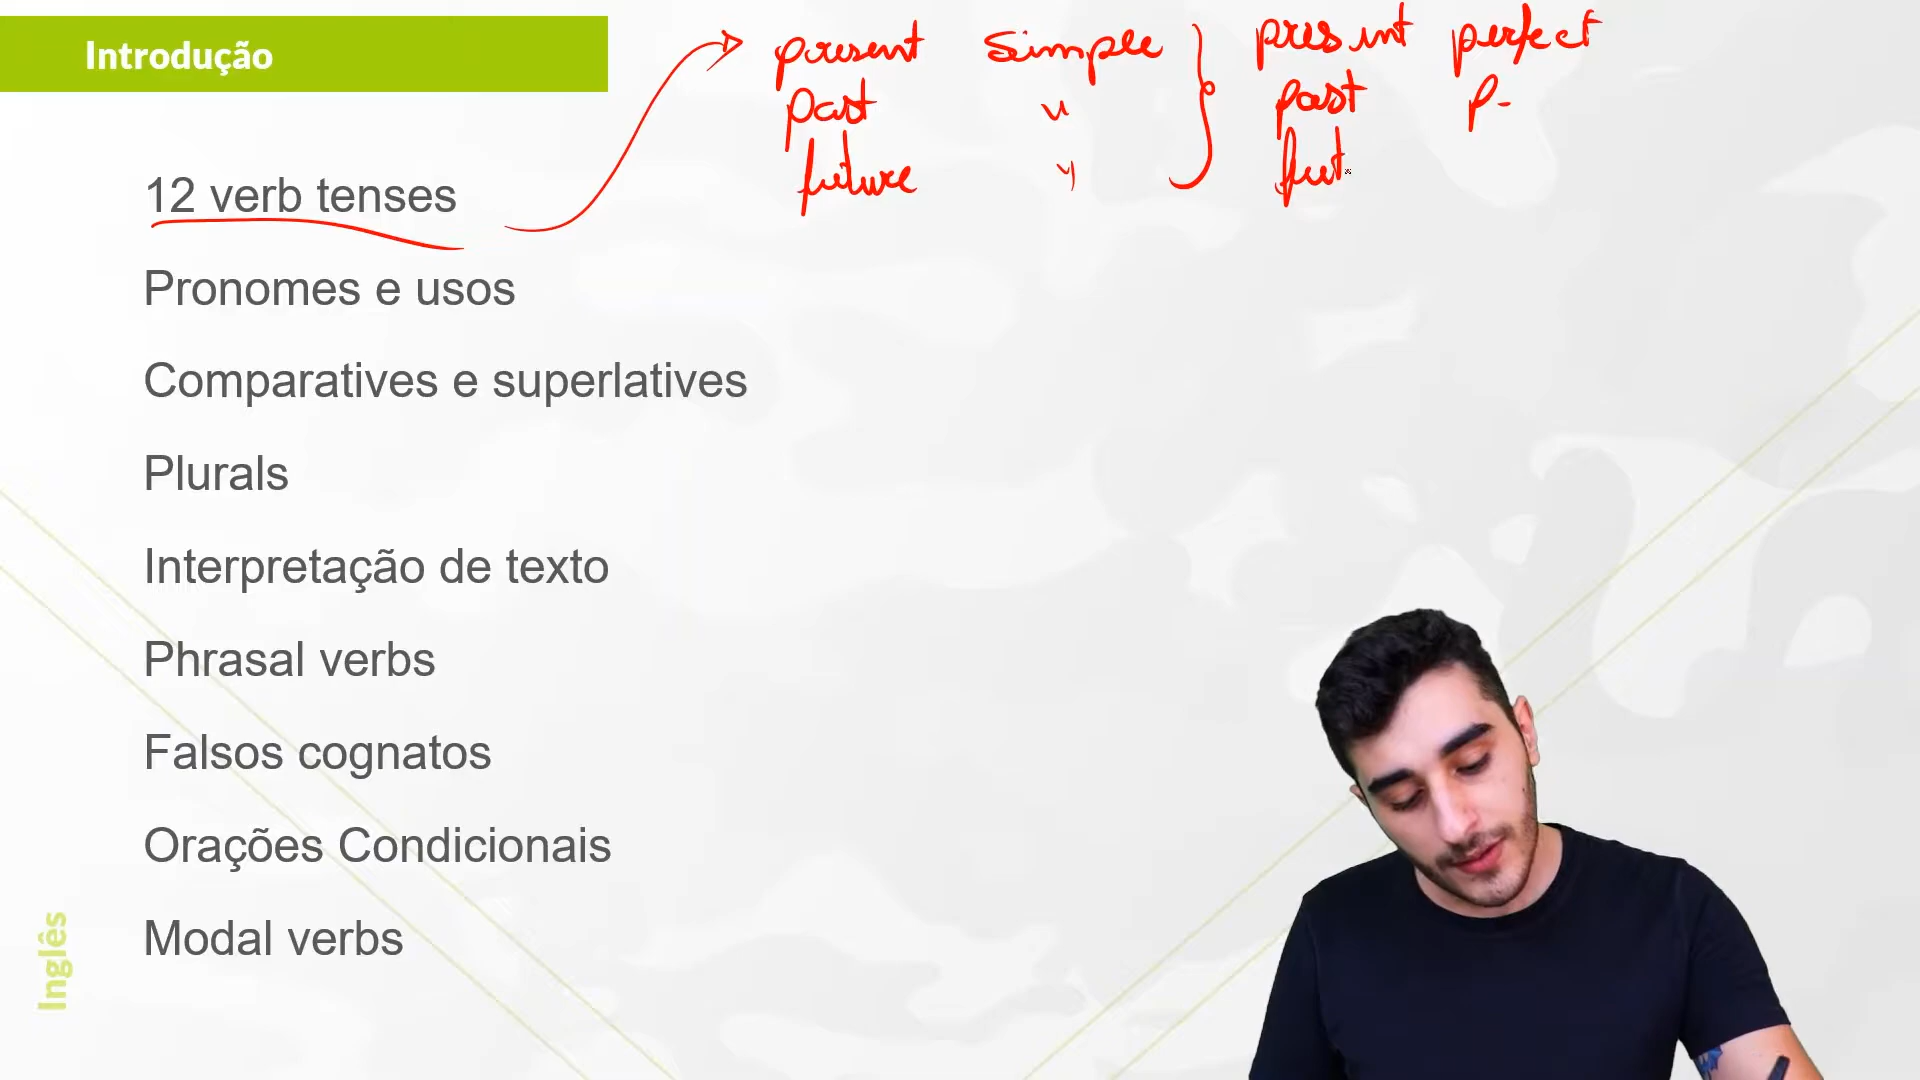 Introdução
present simple } present perfect
past " past p-
future " fut
12 verb tenses
Pronomes e usos
Comparatives e superlatives
Plurals
Interpretação de texto
Phrasal verbs
Falsos cognatos
Orações Condicionais
Modal verbs
Inglês